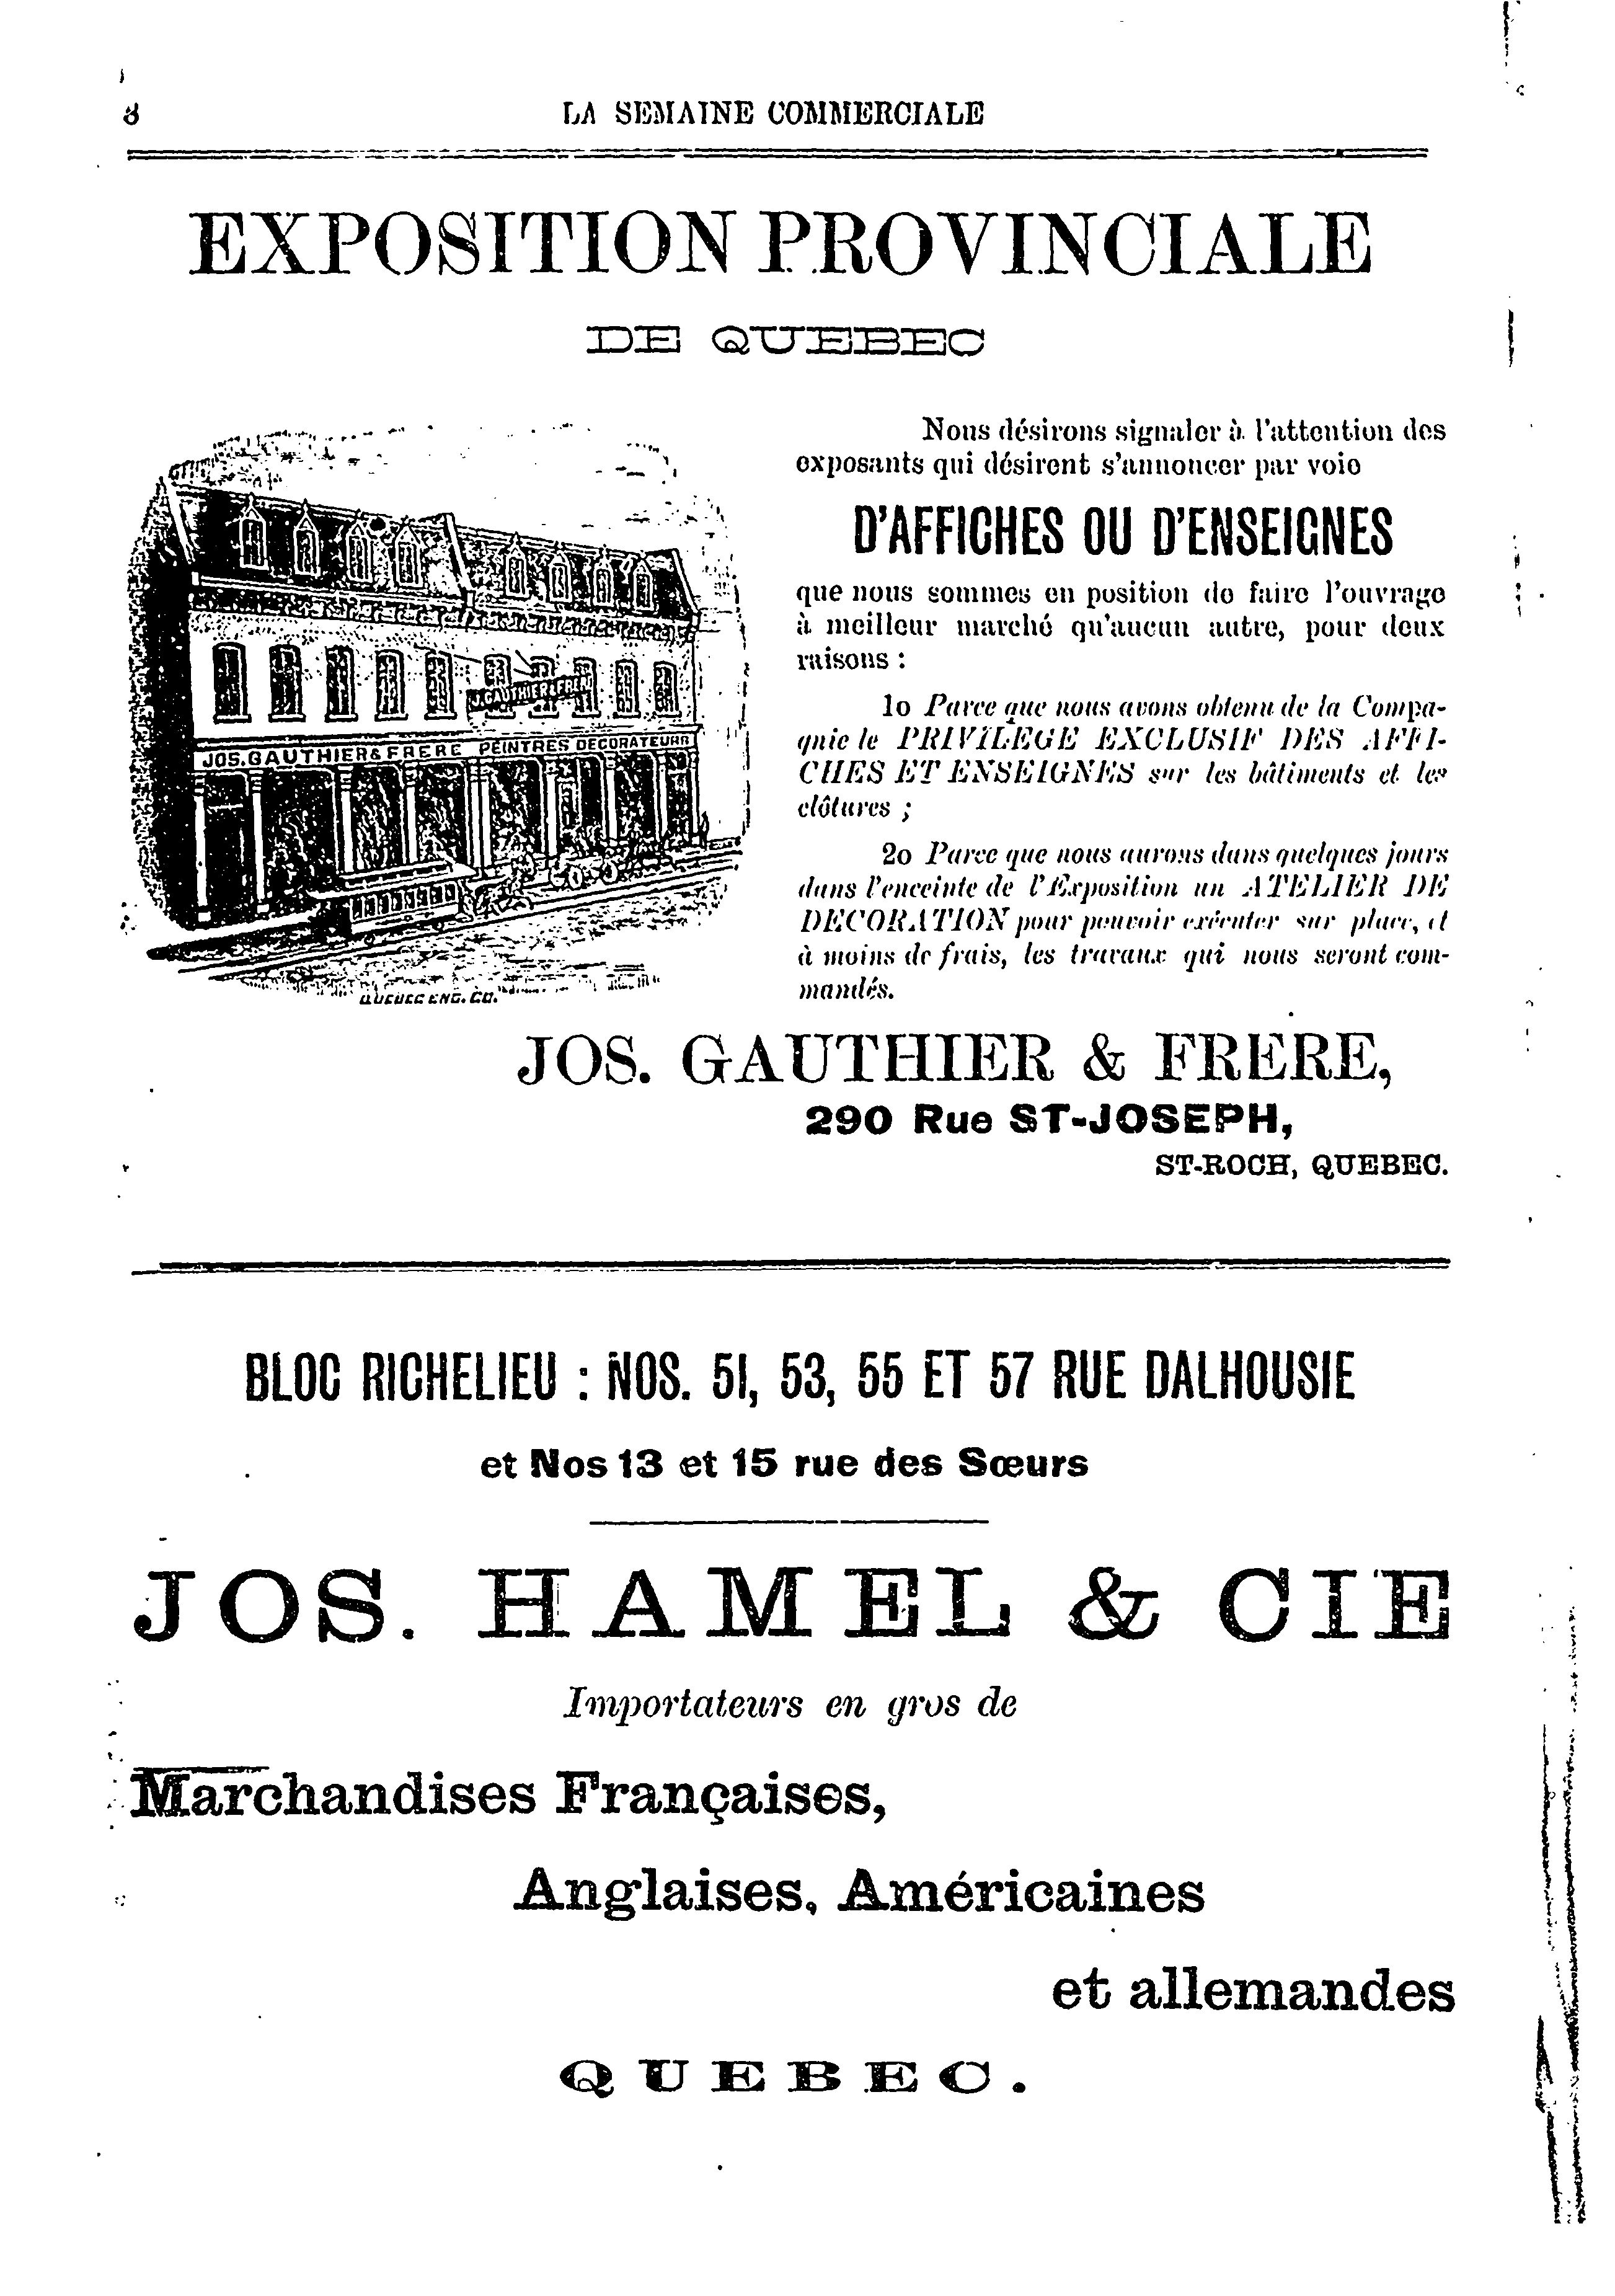 8
LA SEMAINE COMMERCIALE
EXPOSITION PROVINCIALE
DE QUEBEC
Nous désirons signaler à l'attention des
exposants qui désirent s'annoncer par voie
D'AFFICHES OU D'ENSEIGNES
que nous sommes en position de faire l'ouvrage
à meilleur marché qu'aucun autre, pour deux
raisons :
1o Parce que nous avons obtenu de la Compa-
gnie le PRIVILEGE EXCLUSIF DES AFFI-
CHES ET ENSEIGNES sur les bâtiments et les
clôtures ;
2o Parce que nous aurons dans quelques jours
dans l'enceinte de l'Exposition un ATELIER DE
DECORATION pour pouvoir exécuter sur place, et
à moins de frais, les travaux qui nous seront com-
mandés.
J. GAUTHIER & FRERE
JOS. GAUTHIER & FRERE PEINTRES DECORATEURS
QUEBEC ENG. CO.
JOS. GAUTHIER & FRERE,
290 Rue ST-JOSEPH,
ST-ROCH, QUEBEC.
BLOC RICHELIEU : NOS. 51, 53, 55 ET 57 RUE DALHOUSIE
et Nos 13 et 15 rue des Sœurs
JOS. HAMEL & CIE
Importateurs en gros de
Marchandises Françaises,
Anglaises, Américaines
et allemandes
QUEBEC.